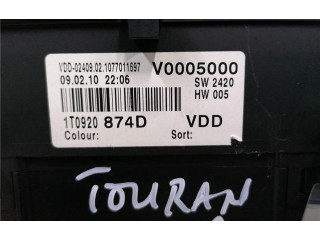 VDD-02409.02.1077011697 V0005000
09.02.10 22:06 SW 2420
HW 005
1T0920 874D VDD
Colour: Sort:
TOURAN